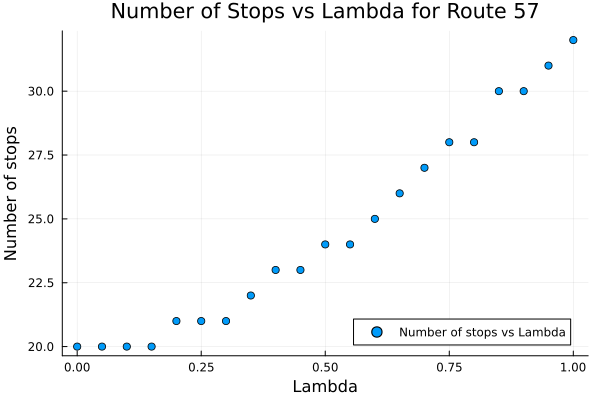 Number of Stops vs Lambda for Route 57
Number of stops
30.0
27.5
25.0
22.5
20.0
Number of stops vs Lambda
0.00 0.25 0.50 0.75 1.00
Lambda